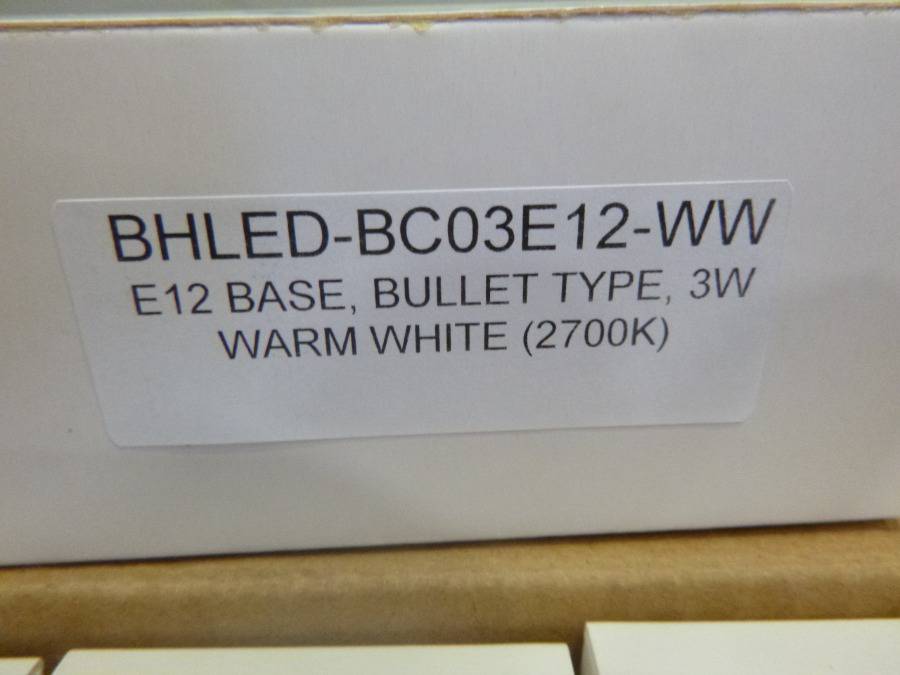 BHLED-BC03E12-WW
E12 BASE, BULLET TYPE, 3W
WARM WHITE (2700K)